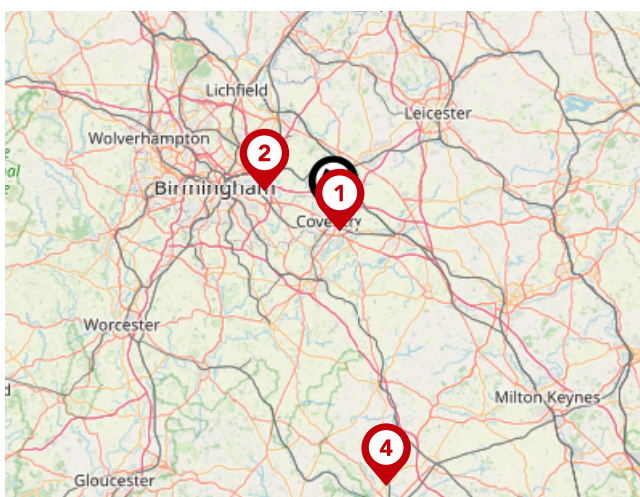 Lichfield
Leicester
Wolverhampton
2
Birmingham
1
Coventry
Worcester
Milton Keynes
4
Gloucester